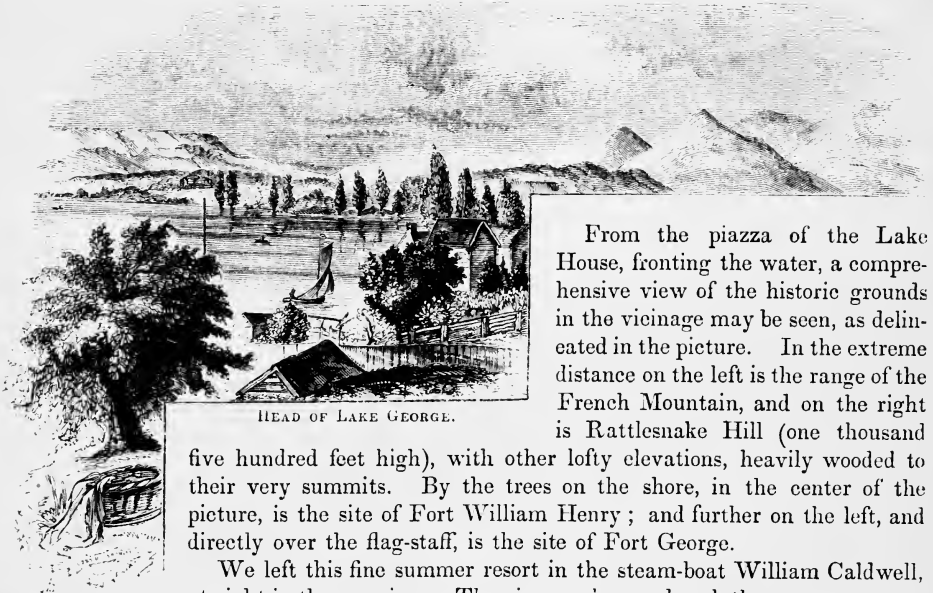 From the piazza of the Lake
House, fronting the water, a compre-
hensive view of the historic grounds
in the vicinage may be seen, as delin-
eated in the picture. In the extreme
distance on the left is the range of the
French Mountain, and on the right
is Rattlesnake Hill (one thousand
HEAD OF LAKE GEORGE.
five hundred feet high), with other lofty elevations, heavily wooded to
their very summits. By the trees on the shore, in the center of the
picture, is the site of Fort William Henry ; and further on the left, and
directly over the flag-staff, is the site of Fort George.
We left this fine summer resort in the steam-boat William Caldwell,